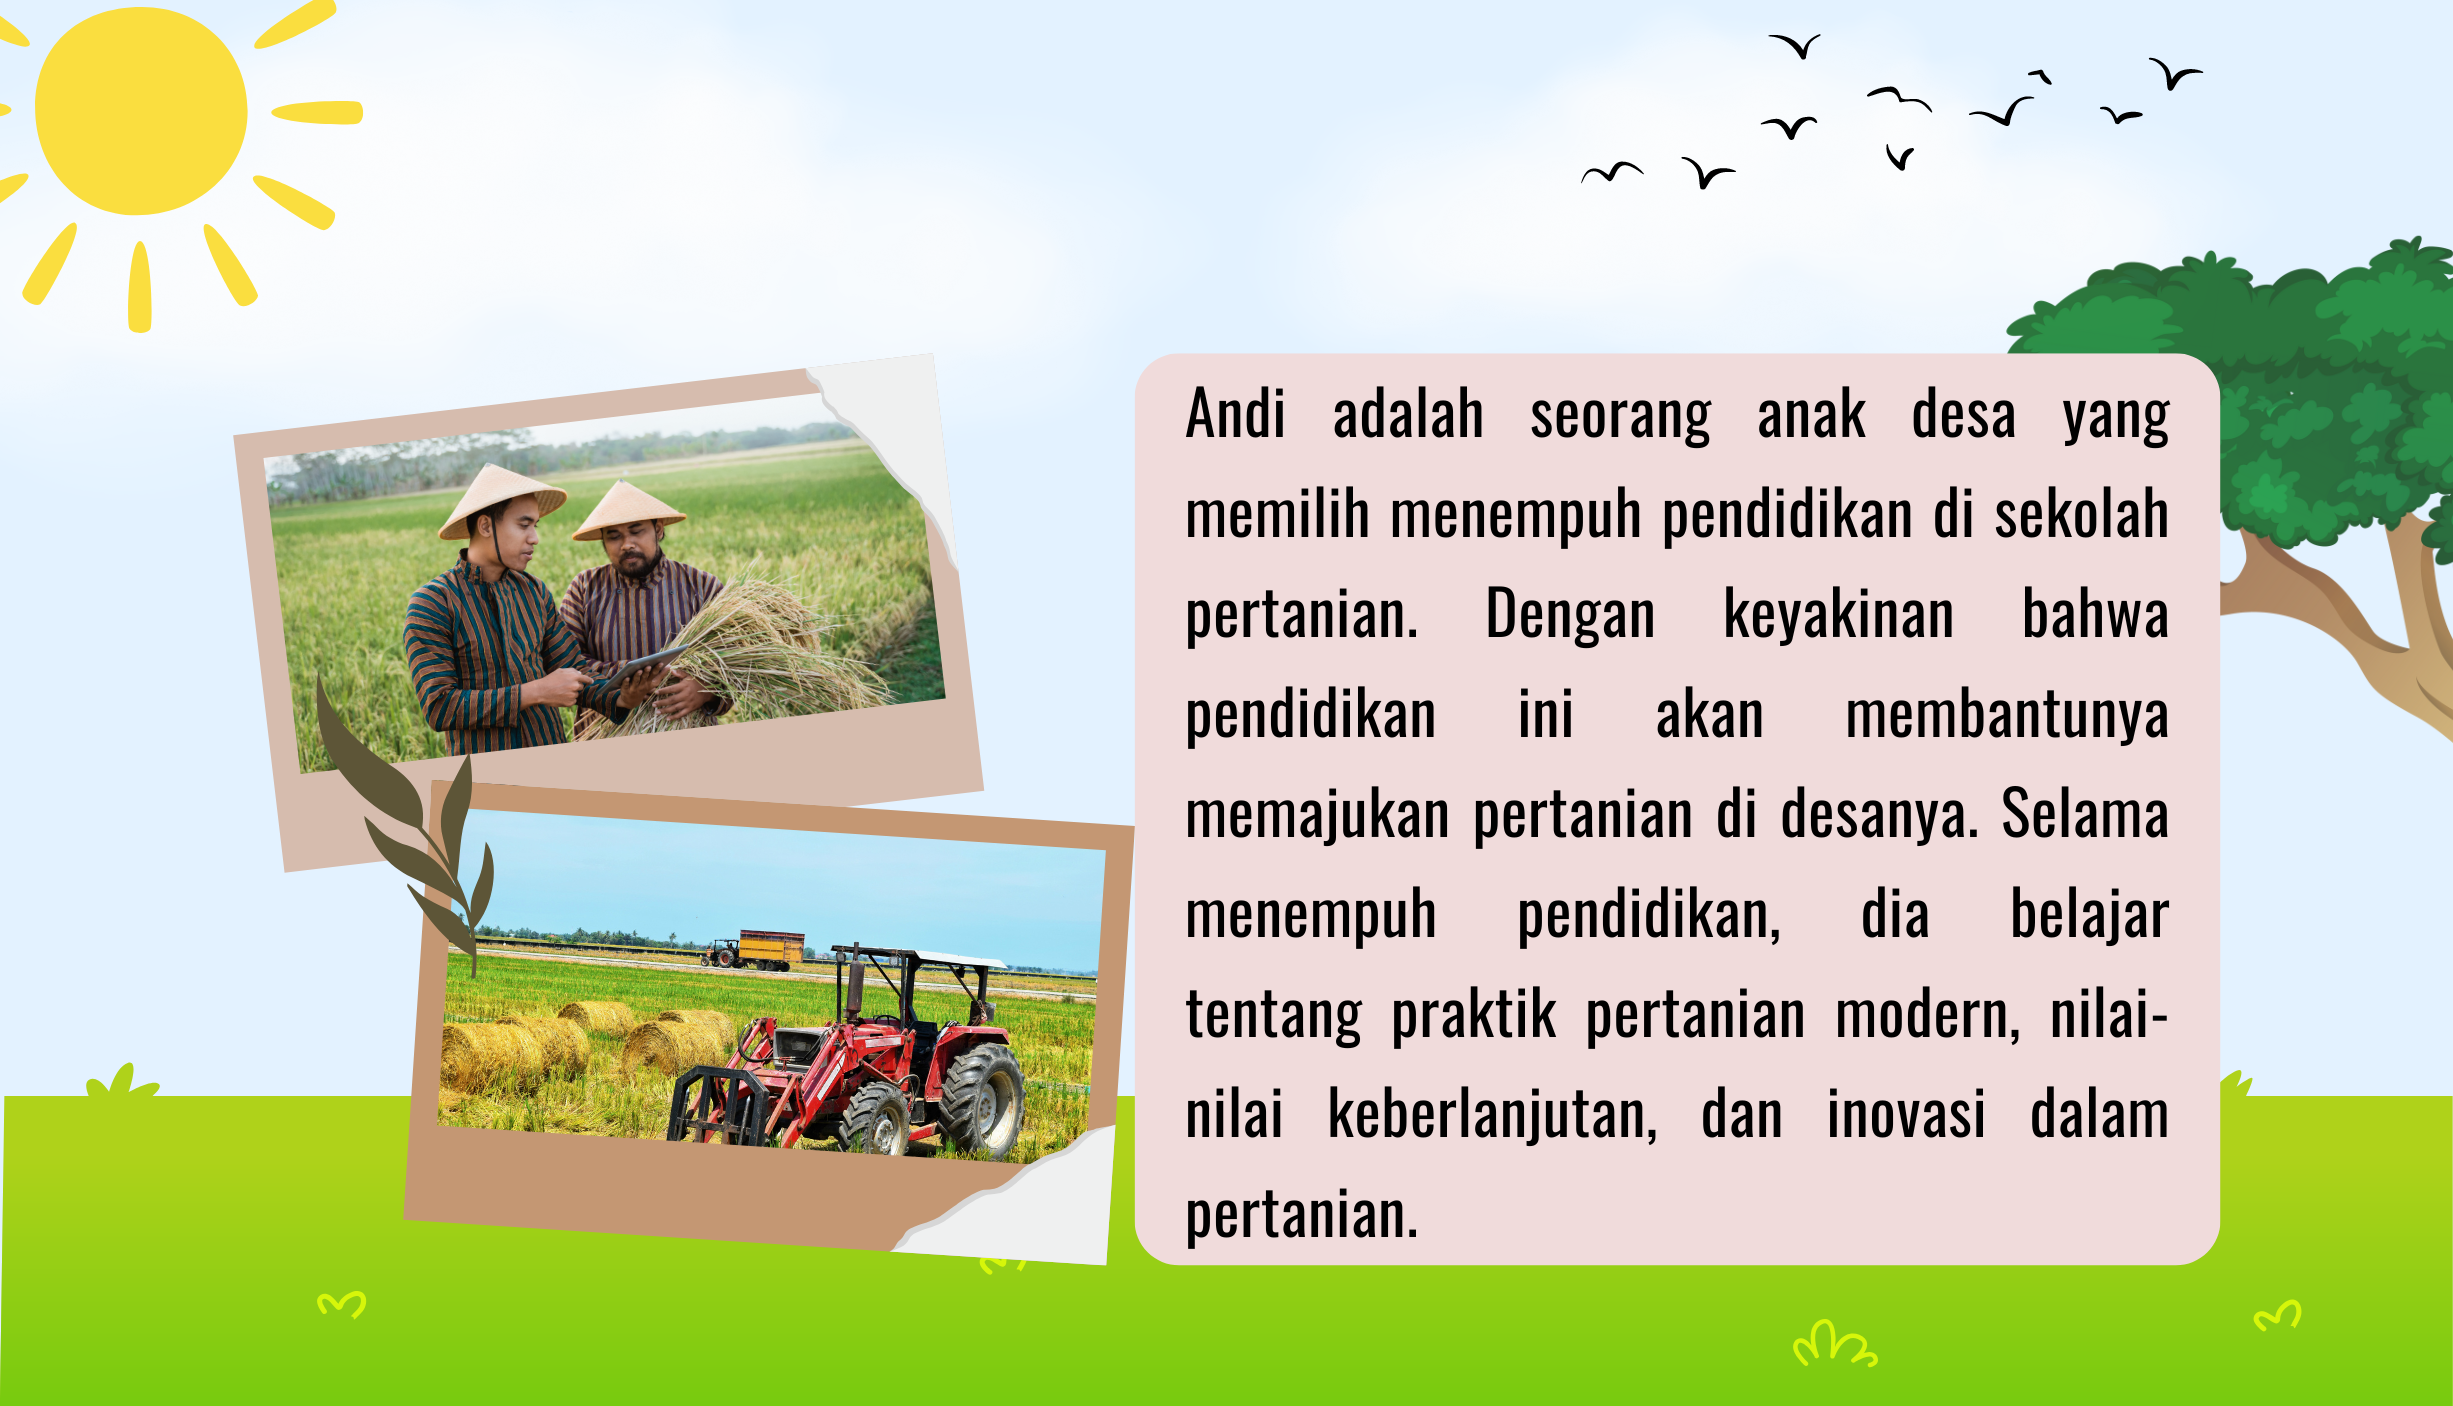 Andi adalah seorang anak desa yang
memilih menempuh pendidikan di sekolah
pertanian. Dengan keyakinan bahwa
pendidikan ini akan membantunya
memajukan pertanian di desanya. Selama
menempuh pendidikan, dia belajar
tentang praktik pertanian modern, nilai-
nilai keberlanjutan, dan inovasi dalam
pertanian.